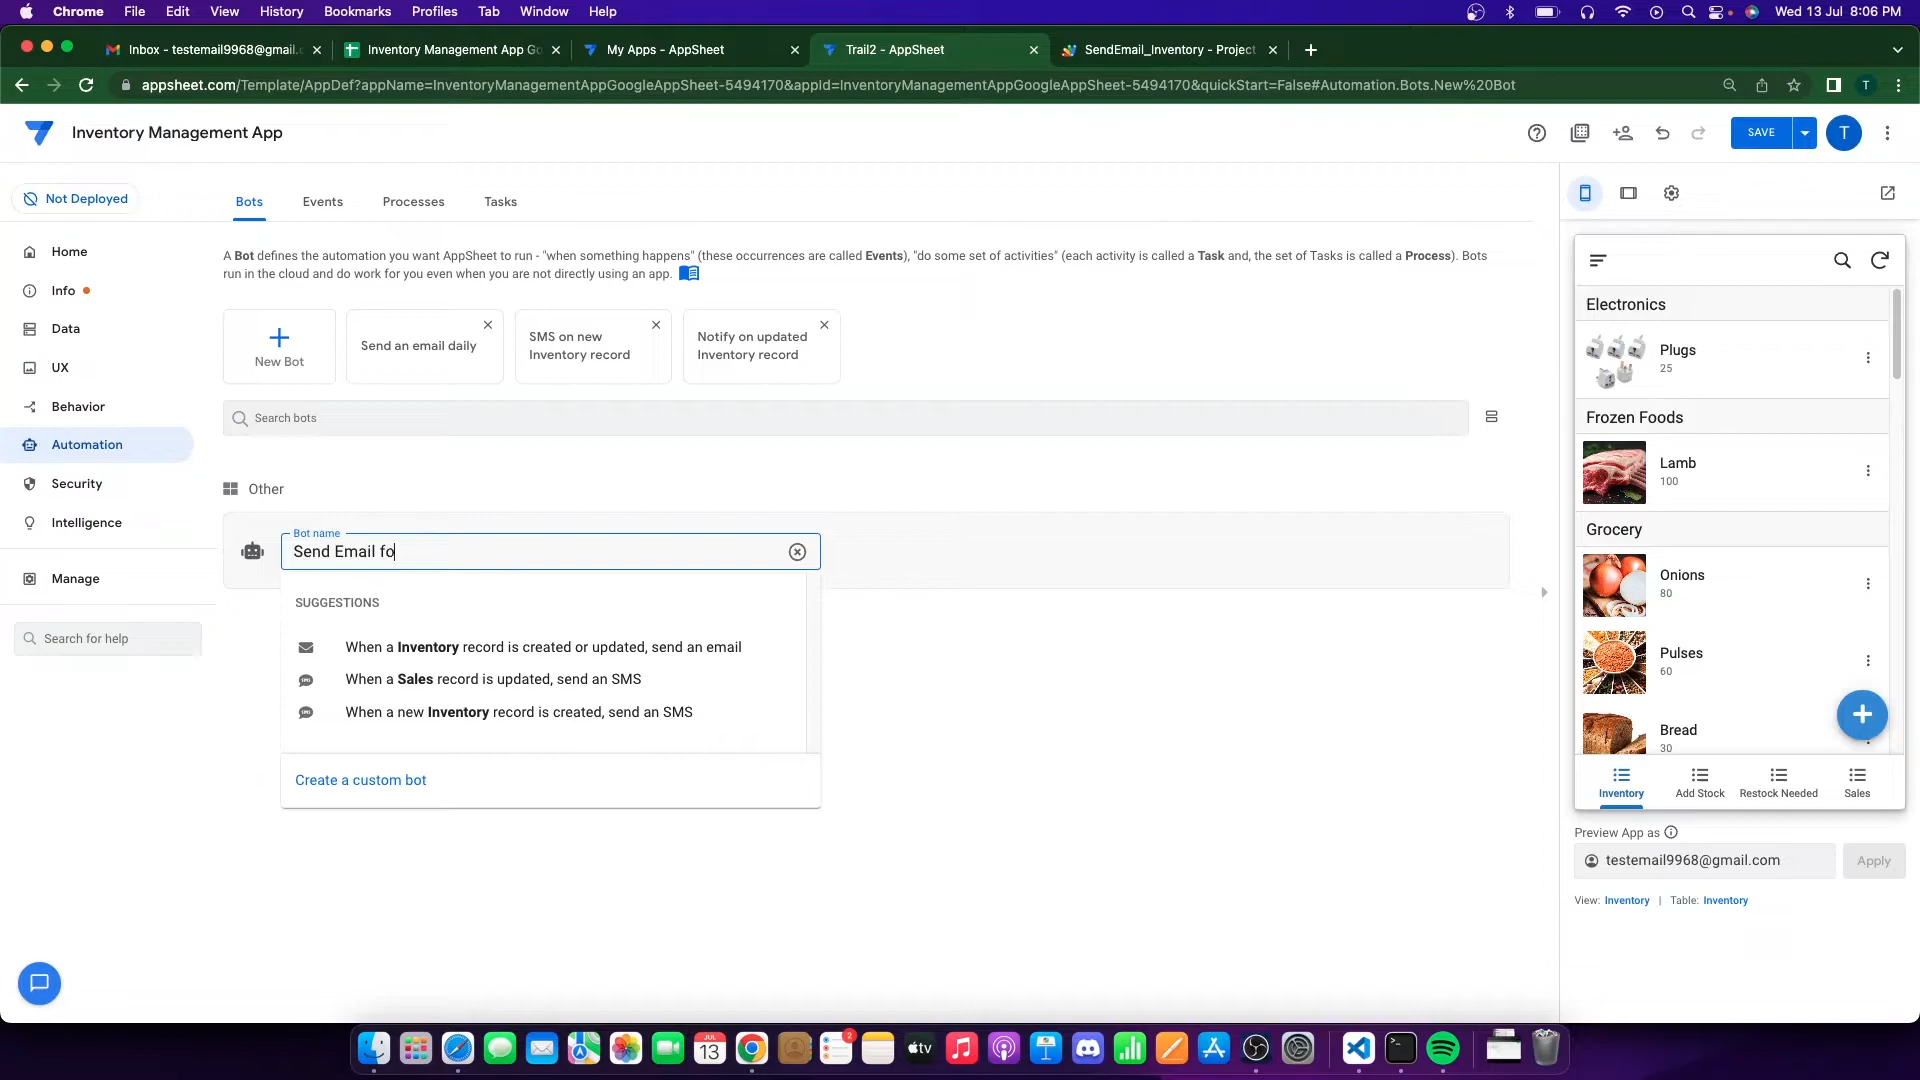 Chrome File Edit View History Bookmarks Profiles Tab Window Help Wed 13 Jul 8:06 PM
Inbox - testemail9968@gmail. Inventory Management App Go My Apps - AppSheet Trail2 - AppSheet SendEmail_Inventory - Project
appsheet.com/Template/AppDef?appName=InventoryManagementAppGoogleAppSheet-5494170&appId=InventoryManagementAppGoogleAppSheet-5494170&quickStart=False#Automation.Bots.New%20Bot T
Inventory Management App SAVE T
Not Deployed
Home
Info
Data
UX
Behavior
Automation
Security
Intelligence
Manage
Search for help
Bots Events Processes Tasks
A Bot defines the automation you want AppSheet to run - "when something happens" (these occurrences are called Events), "do some set of activities" (each activity is called a Task and, the set of Tasks is called a Process). Bots
run in the cloud and do work for you even when you are not directly using an app.
New Bot
Send an email daily
SMS on new
Inventory record
Notify on updated
Inventory record
Search bots
Other
Bot name
Send Email fo
SUGGESTIONS
When a Inventory record is created or updated, send an email
When a Sales record is updated, send an SMS
When a new Inventory record is created, send an SMS
Create a custom bot
Electronics
Plugs
25
Frozen Foods
Lamb
100
Grocery
Onions
80
Pulses
60
Bread
30
Inventory Add Stock Restock Needed Sales
Preview App as
testemail9968@gmail.com Apply
View: Inventory | Table: Inventory
JUL
13
2
tv